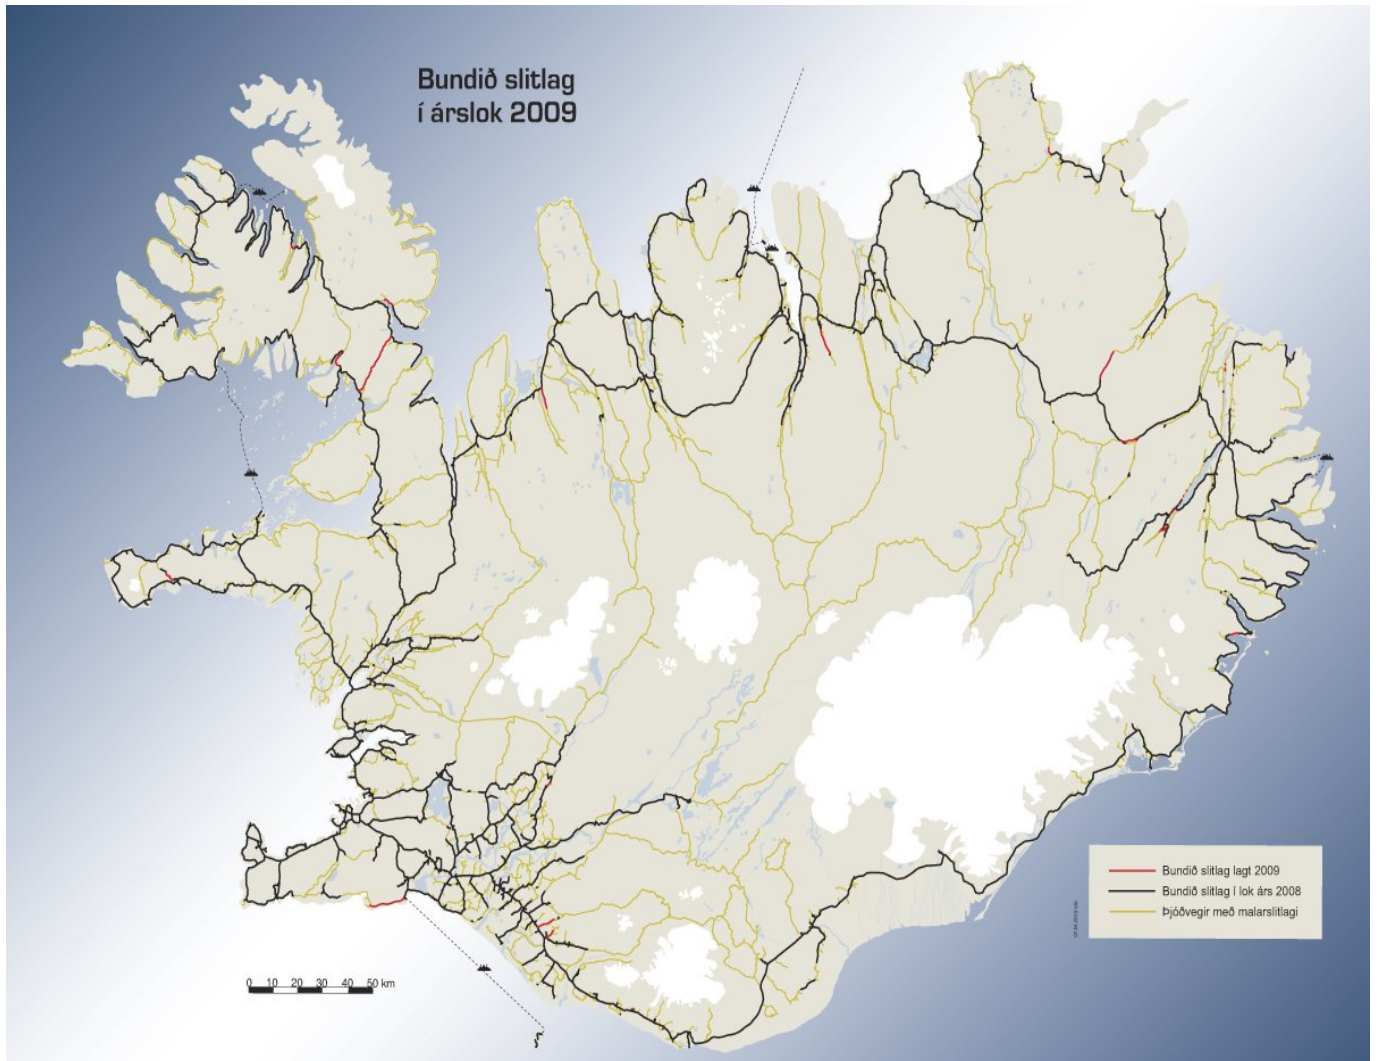 Bundið slitlag
í árslok 2009
Bundið slitlag lagt 2009
Bundið slitlag í lok árs 2008
Þjóðvegir með malarslitlagi
0 10 20 30 40 50 km